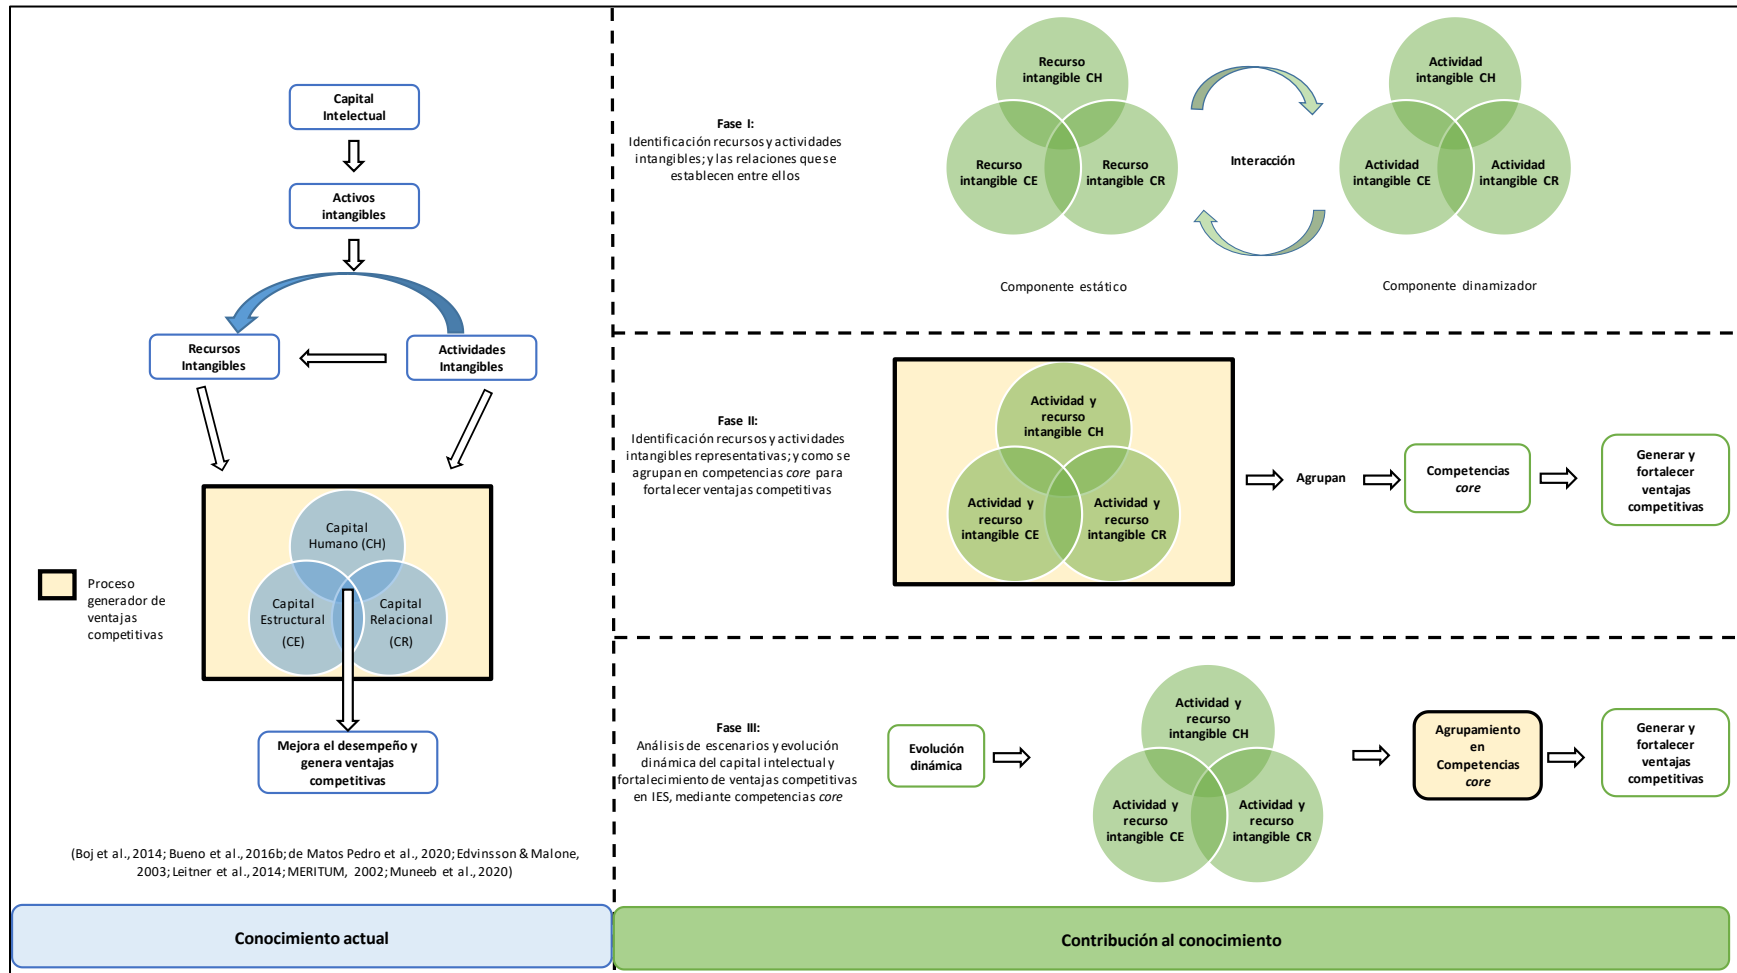 Capital
Intelectual
Activos
intangibles
Recursos
Intangibles
Actividades
Intangibles
Capital
Humano (CH)
Capital
Estructural
(CE)
Capital
Relacional
(CR)
Proceso
generador de
ventajas
competitivas
Mejora el desempeño y
genera ventajas
competitivas
(Boj et al., 2014; Bueno et al., 2016b; de Matos Pedro et al., 2020; Edvinsson & Malone,
2003; Leitner et al., 2014; MERITUM, 2002; Muneeb et al., 2020)
Conocimiento actual
Fase I:
Identificación recursos y actividades
intangibles; y las relaciones que se
establecen entre ellos
Recurso
intangible CH
Recurso
intangible CE
Recurso
intangible CR
Interacción
Actividad
intangible CH
Actividad
intangible CE
Actividad
intangible CR
Componente estático
Componente dinamizador
Fase II:
Identificación recursos y actividades
intangibles representativas; y como se
agrupan en competencias core para
fortalecer ventajas competitivas
Actividad y
recurso
intangible CH
Actividad y
recurso
intangible CE
Actividad y
recurso
intangible CR
Agrupan
Competencias
core
Generar y
fortalecer
ventajas
competitivas
Fase III:
Análisis de escenarios y evolución
dinámica del capital intelectual y
fortalecimiento de ventajas competitivas
en IES, mediante competencias core
Evolución
dinámica
Actividad y
recurso
intangible CH
Actividad y
recurso
intangible CE
Actividad y
recurso
intangible CR
Agrupamiento
en
Competencias
core
Generar y
fortalecer
ventajas
competitivas
Contribución al conocimiento